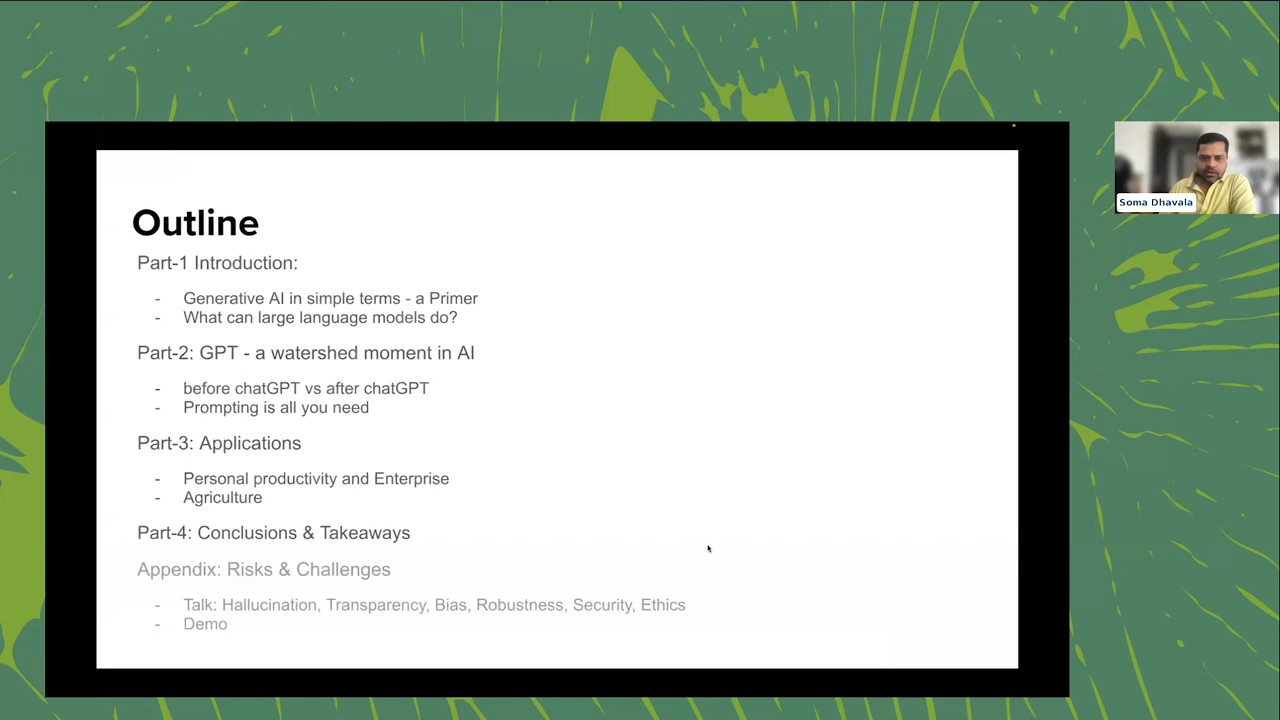 Outline
Part-1 Introduction:
- Generative AI in simple terms - a Primer
- What can large language models do?
Part-2: GPT - a watershed moment in AI
- before chatGPT vs after chatGPT
- Prompting is all you need
Part-3: Applications
- Personal productivity and Enterprise
- Agriculture
Part-4: Conclusions & Takeaways
Appendix: Risks & Challenges
- Talk: Hallucination, Transparency, Bias, Robustness, Security, Ethics
- Demo
Soma Dhavala